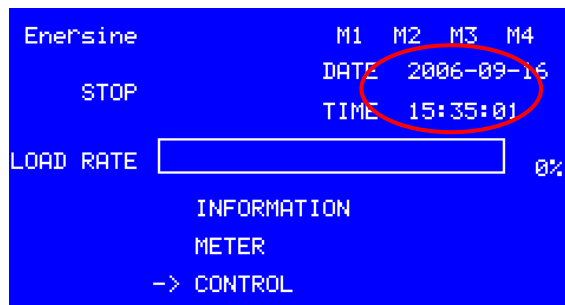 Enersine M1 M2 M3 M4
DATE 2006-09-16
STOP
TIME 15:35:01
LOAD RATE 0%
INFORMATION
METER
-> CONTROL